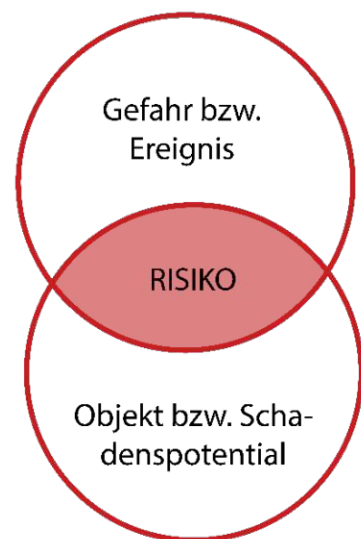 Gefahr bzw.
Ereignis
RISIKO
Objekt bzw. Scha-
denspotential